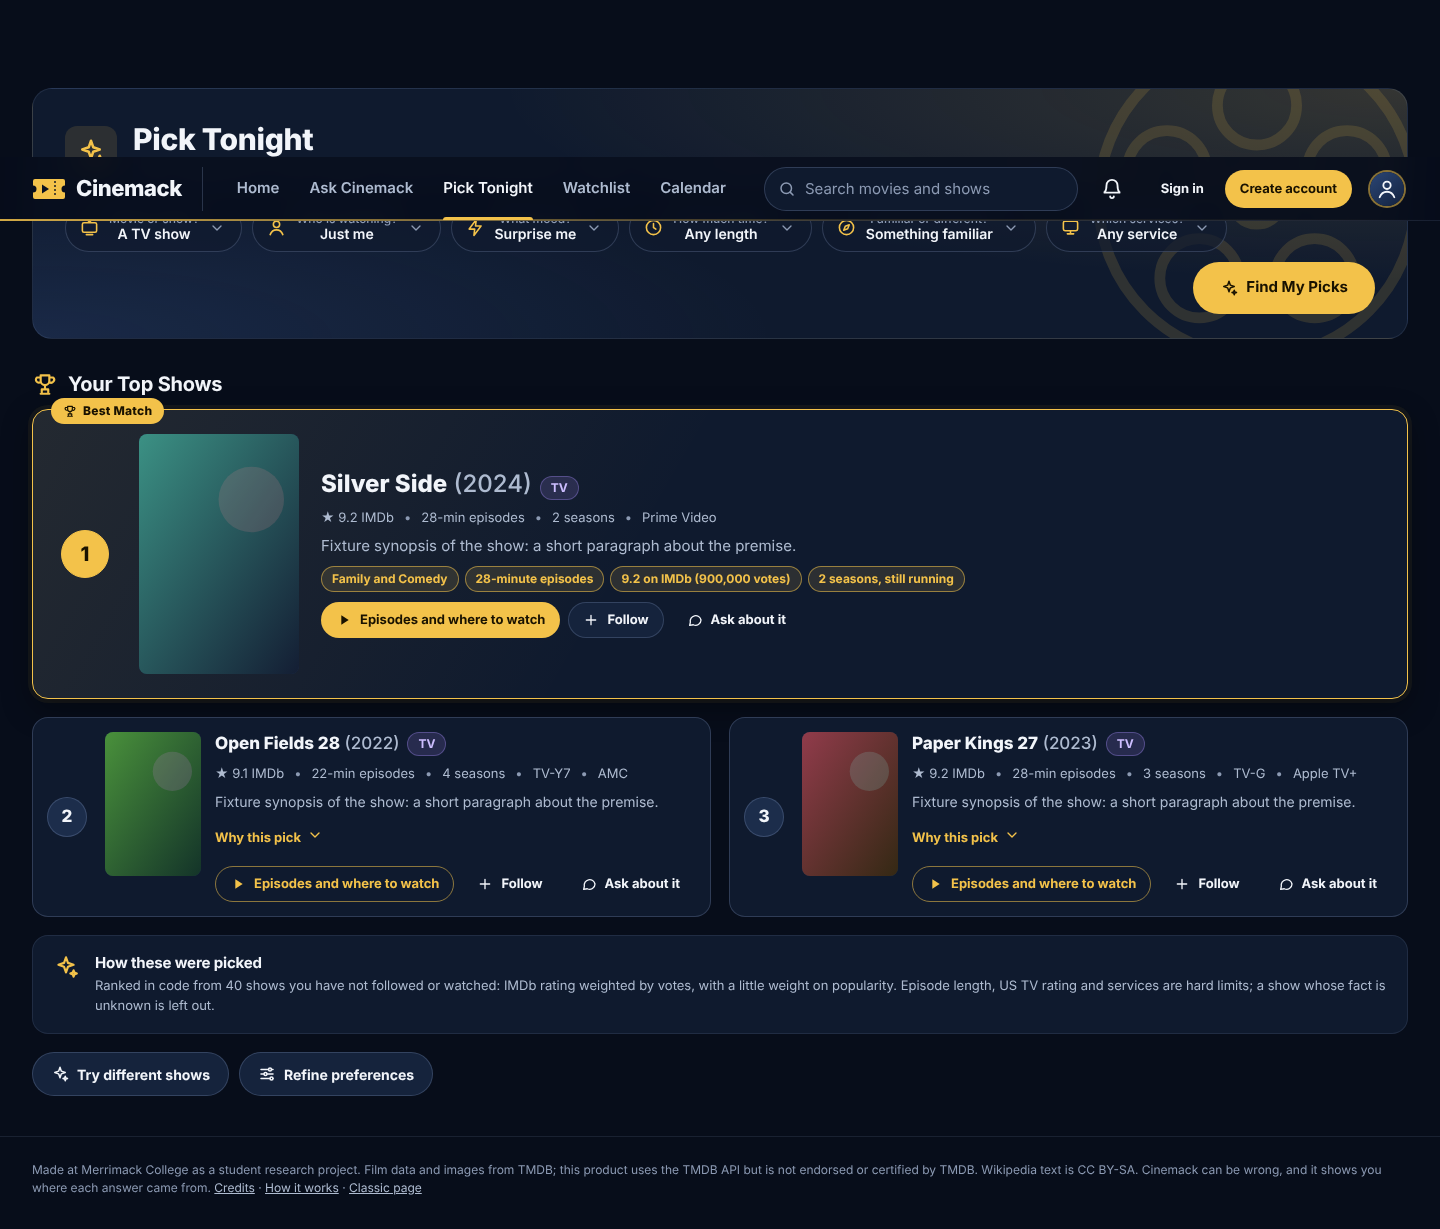 Pick Tonight
Cinemack
Home
Ask Cinemack
Pick Tonight
Watchlist
Calendar
Search movies and shows
Sign in
Create account
A TV show
Just me
Surprise me
Any length
Something familiar
Any service
Find My Picks
Your Top Shows
Best Match
1
Silver Side (2024) TV
★ 9.2 IMDb • 28-min episodes • 2 seasons • Prime Video
Fixture synopsis of the show: a short paragraph about the premise.
Family and Comedy
28-minute episodes
9.2 on IMDb (900,000 votes)
2 seasons, still running
Episodes and where to watch
Follow
Ask about it
2
Open Fields 28 (2022) TV
★ 9.1 IMDb • 22-min episodes • 4 seasons • TV-Y7 • AMC
Fixture synopsis of the show: a short paragraph about the premise.
Why this pick
Episodes and where to watch
Follow
Ask about it
3
Paper Kings 27 (2023) TV
★ 9.2 IMDb • 28-min episodes • 3 seasons • TV-G • Apple TV+
Fixture synopsis of the show: a short paragraph about the premise.
Why this pick
Episodes and where to watch
Follow
Ask about it
How these were picked
Ranked in code from 40 shows you have not followed or watched: IMDb rating weighted by votes, with a little weight on popularity. Episode length, US TV rating and services are hard limits; a show whose fact is
unknown is left out.
Try different shows
Refine preferences
Made at Merrimack College as a student research project. Film data and images from TMDB; this product uses the TMDB API but is not endorsed or certified by TMDB. Wikipedia text is CC BY-SA. Cinemack can be wrong, and it shows you
where each answer came from. Credits · How it works · Classic page